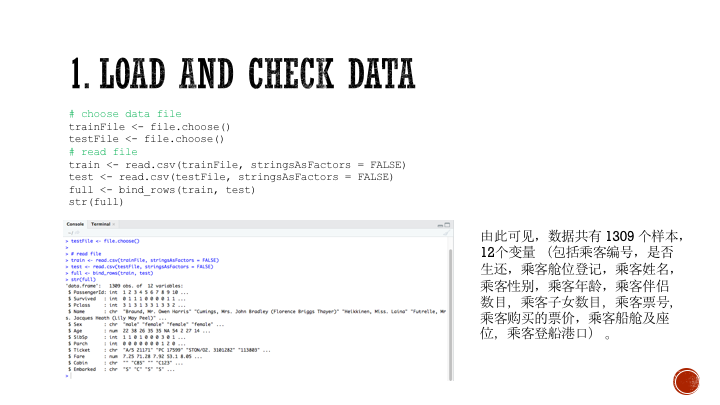 1. LOAD AND CHECK DATA
# choose data file
trainFile <- file.choose()
testFile <- file.choose()
# read file
train <- read.csv(trainFile, stringsAsFactors = FALSE)
test <- read.csv(testFile, stringsAsFactors = FALSE)
full <- bind_rows(train, test)
str(full)
Console Terminal
> testFile <- file.choose()
>
> # read file
> train <- read.csv(trainFile, stringsAsFactors = FALSE)
> test <- read.csv(testFile, stringsAsFactors = FALSE)
> full <- bind_rows(train, test)
> str(full)
'data.frame': 1309 obs. of 12 variables:
$ PassengerId: int 1 2 3 4 5 6 7 8 9 10 ...
$ Survived : int 0 1 1 1 0 0 0 0 1 1 ...
$ Pclass : int 3 1 3 1 3 3 1 3 3 2 ...
$ Name : chr "Braund, Mr. Owen Harris" "Cumings, Mrs. John Bradley (Florence Briggs Thayer)" "Heikkinen, Miss. Laina" "Futrelle, Mr
s. Jacques Heath (Lily May Peel)" ...
$ Sex : chr "male" "female" "female" "female" ...
$ Age : num 22 38 26 35 35 NA 54 2 27 14 ...
$ SibSp : int 1 1 0 1 0 0 0 3 0 1 ...
$ Parch : int 0 0 0 0 0 0 0 1 2 0 ...
$ Ticket : chr "A/5 21171" "PC 17599" "STON/O2. 3101282" "113803" ...
$ Fare : num 7.25 71.28 7.92 53.1 8.05 ...
$ Cabin : chr "" "C85" "" "C123" ...
$ Embarked : chr "S" "C" "S" "S" ...
>
由此可见，数据共有 1309 个样本，
12个变量 （包括乘客编号，是否
生还，乘客舱位登记，乘客姓名，
乘客性别，乘客年龄，乘客伴侣
数目，乘客子女数目，乘客票号，
乘客购买的票价，乘客船舱及座
位，乘客登船港口） 。